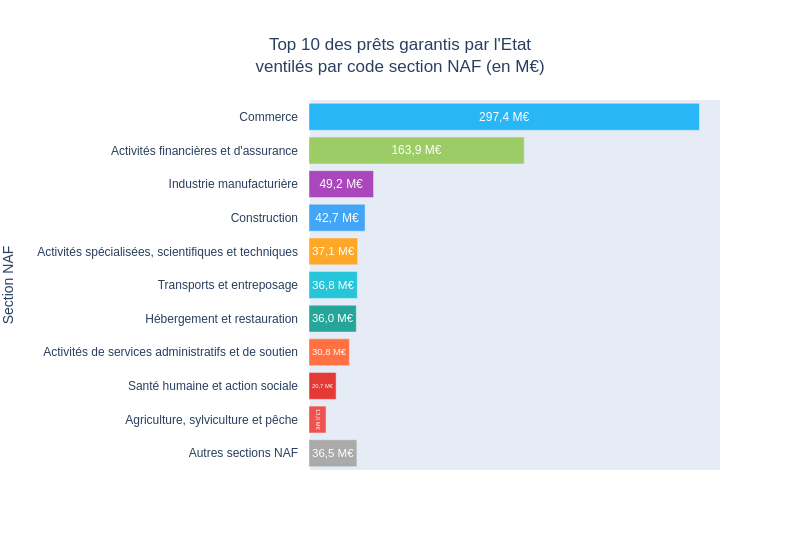 Top 10 des prêts garantis par l'Etat
ventilés par code section NAF (en M€)
Section NAF
Commerce 297,4 M€
Activités financières et d'assurance 163,9 M€
Industrie manufacturière 49,2 M€
Construction 42,7 M€
Activités spécialisées, scientifiques et techniques 37,1 M€
Transports et entreposage 36,8 M€
Hébergement et restauration 36,0 M€
Activités de services administratifs et de soutien 30,8 M€
Santé humaine et action sociale 20,7 M€
Agriculture, sylviculture et pêche
Autres sections NAF 36,5 M€